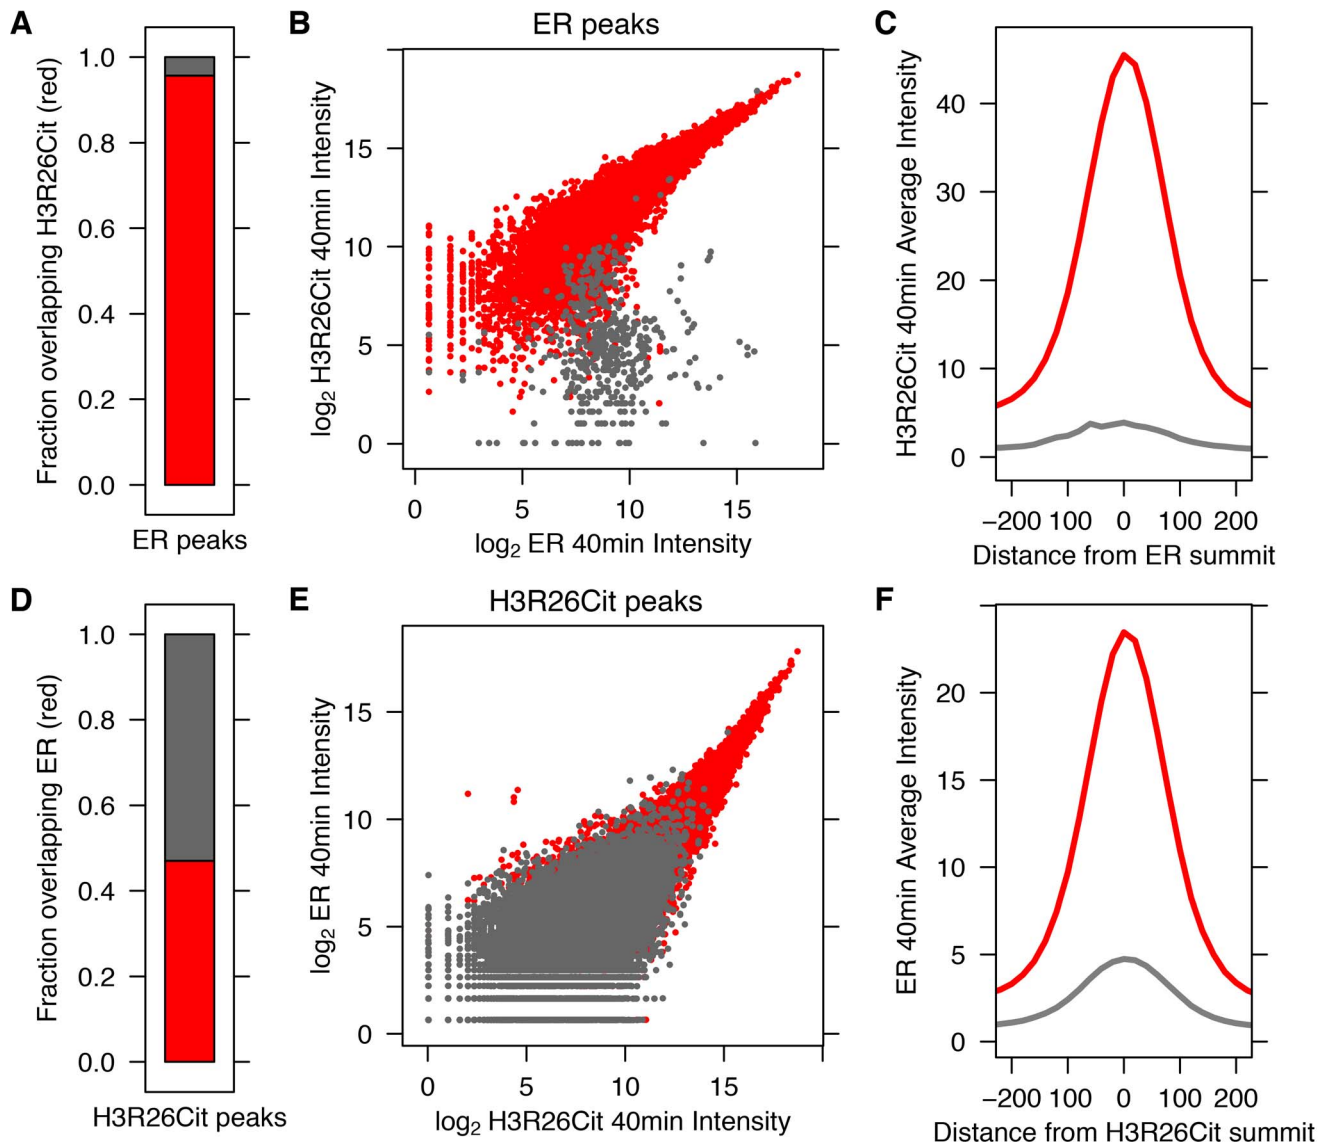 A
Fraction overlapping H3R26Cit (red)
1.0
0.8
0.6
0.4
0.2
0.0
ER peaks
B
ER peaks
log2 H3R26Cit 40min Intensity
15
10
5
0
0 5 10 15
log2 ER 40min Intensity
C
H3R26Cit 40min Average Intensity
40
30
20
10
0
−200 100 0 100 200
Distance from ER summit
D
Fraction overlapping ER (red)
1.0
0.8
0.6
0.4
0.2
0.0
H3R26Cit peaks
E
H3R26Cit peaks
log2 ER 40min Intensity
15
10
5
0
0 5 10 15
log2 H3R26Cit 40min Intensity
F
ER 40min Average Intensity
20
15
10
5
0
−200 100 0 100 200
Distance from H3R26Cit summit